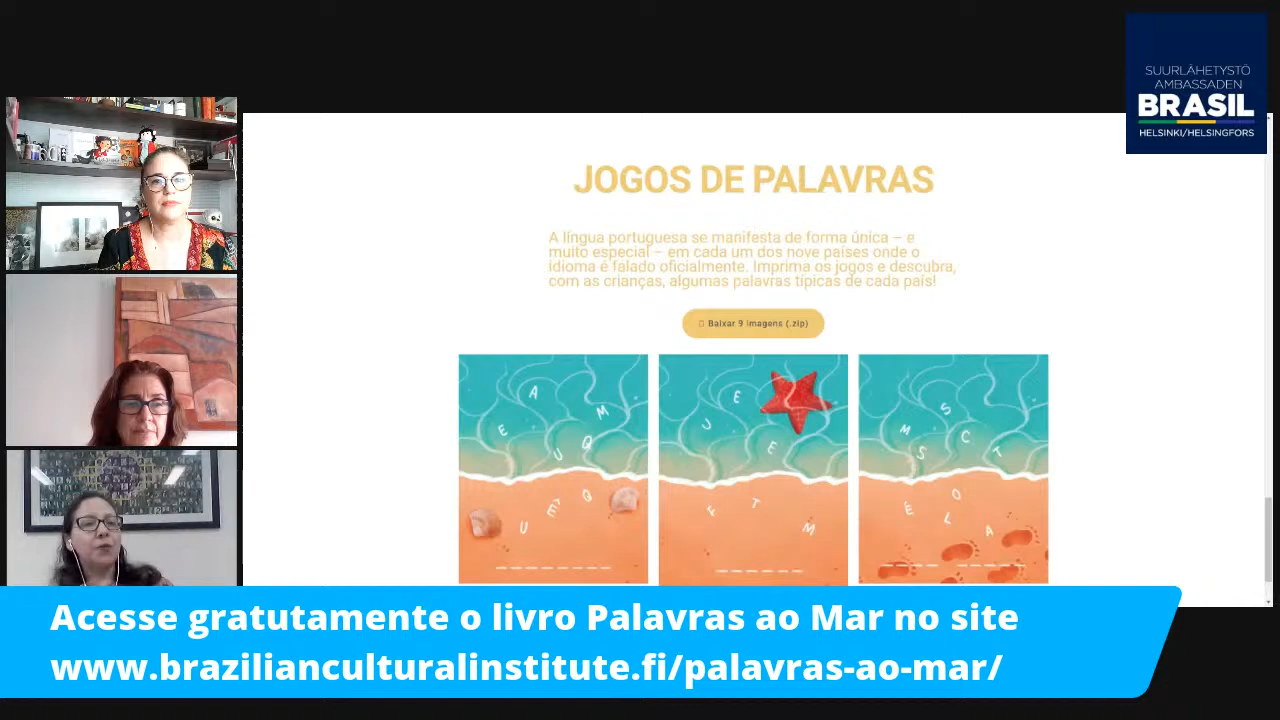 SUURLÄHETYSTÖ
AMBASSADEN
BRASIL
HELSINKI/HELSINGFORS
JOGOS DE PALAVRAS
A língua portuguesa se manifesta de forma única – e
muito especial – em cada um dos nove países onde o
idioma é falado oficialmente. Imprima os jogos e descubra,
com as crianças, algumas palavras típicas de cada país!
Baixar 9 imagens (.zip)
A
M
E
Q
U
Q
T
E
U
E
J
E
F
T
M
S
M
C
S
T
O
E
L
A
Acesse gratutamente o livro Palavras ao Mar no site
www.brazilianculturalinstitute.fi/palavras-ao-mar/